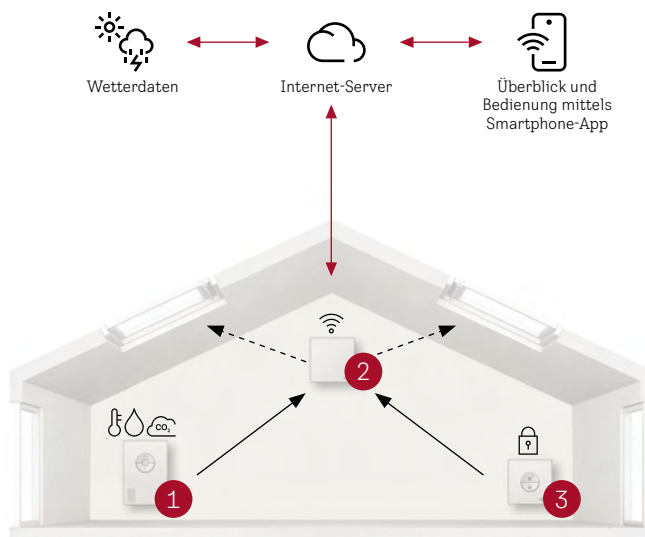 Wetterdaten
Internet-Server
Überblick und
Bedienung mittels
Smartphone-App
2
CO₂
1
3